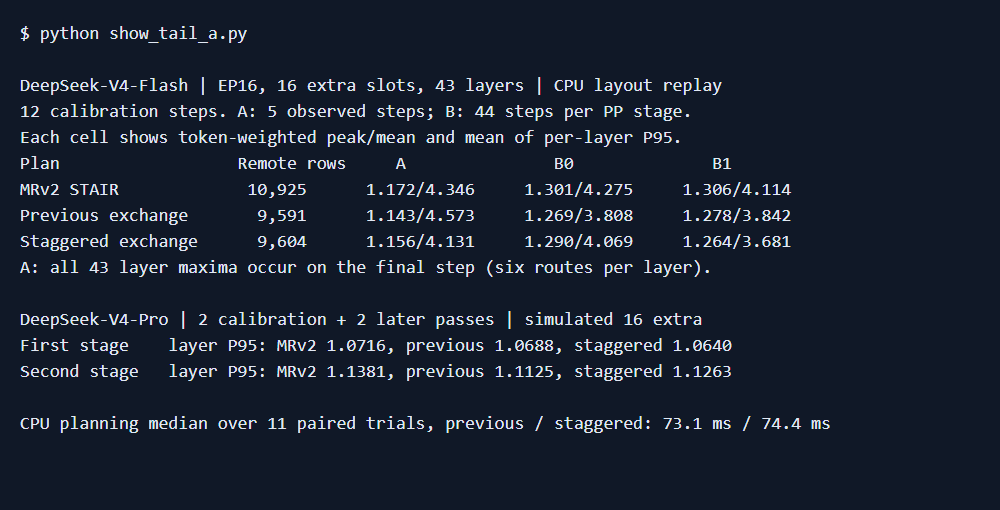 $ python show_tail_a.py
DeepSeek-V4-Flash | EP16, 16 extra slots, 43 layers | CPU layout replay
12 calibration steps. A: 5 observed steps; B: 44 steps per PP stage.
Each cell shows token-weighted peak/mean and mean of per-layer P95.
Plan Remote rows A B0 B1
MRv2 STAIR 10,925 1.172/4.346 1.301/4.275 1.306/4.114
Previous exchange 9,591 1.143/4.573 1.269/3.808 1.278/3.842
Staggered exchange 9,604 1.156/4.131 1.290/4.069 1.264/3.681
A: all 43 layer maxima occur on the final step (six routes per layer).
DeepSeek-V4-Pro | 2 calibration + 2 later passes | simulated 16 extra
First stage layer P95: MRv2 1.0716, previous 1.0688, staggered 1.0640
Second stage layer P95: MRv2 1.1381, previous 1.1125, staggered 1.1263
CPU planning median over 11 paired trials, previous / staggered: 73.1 ms / 74.4 ms